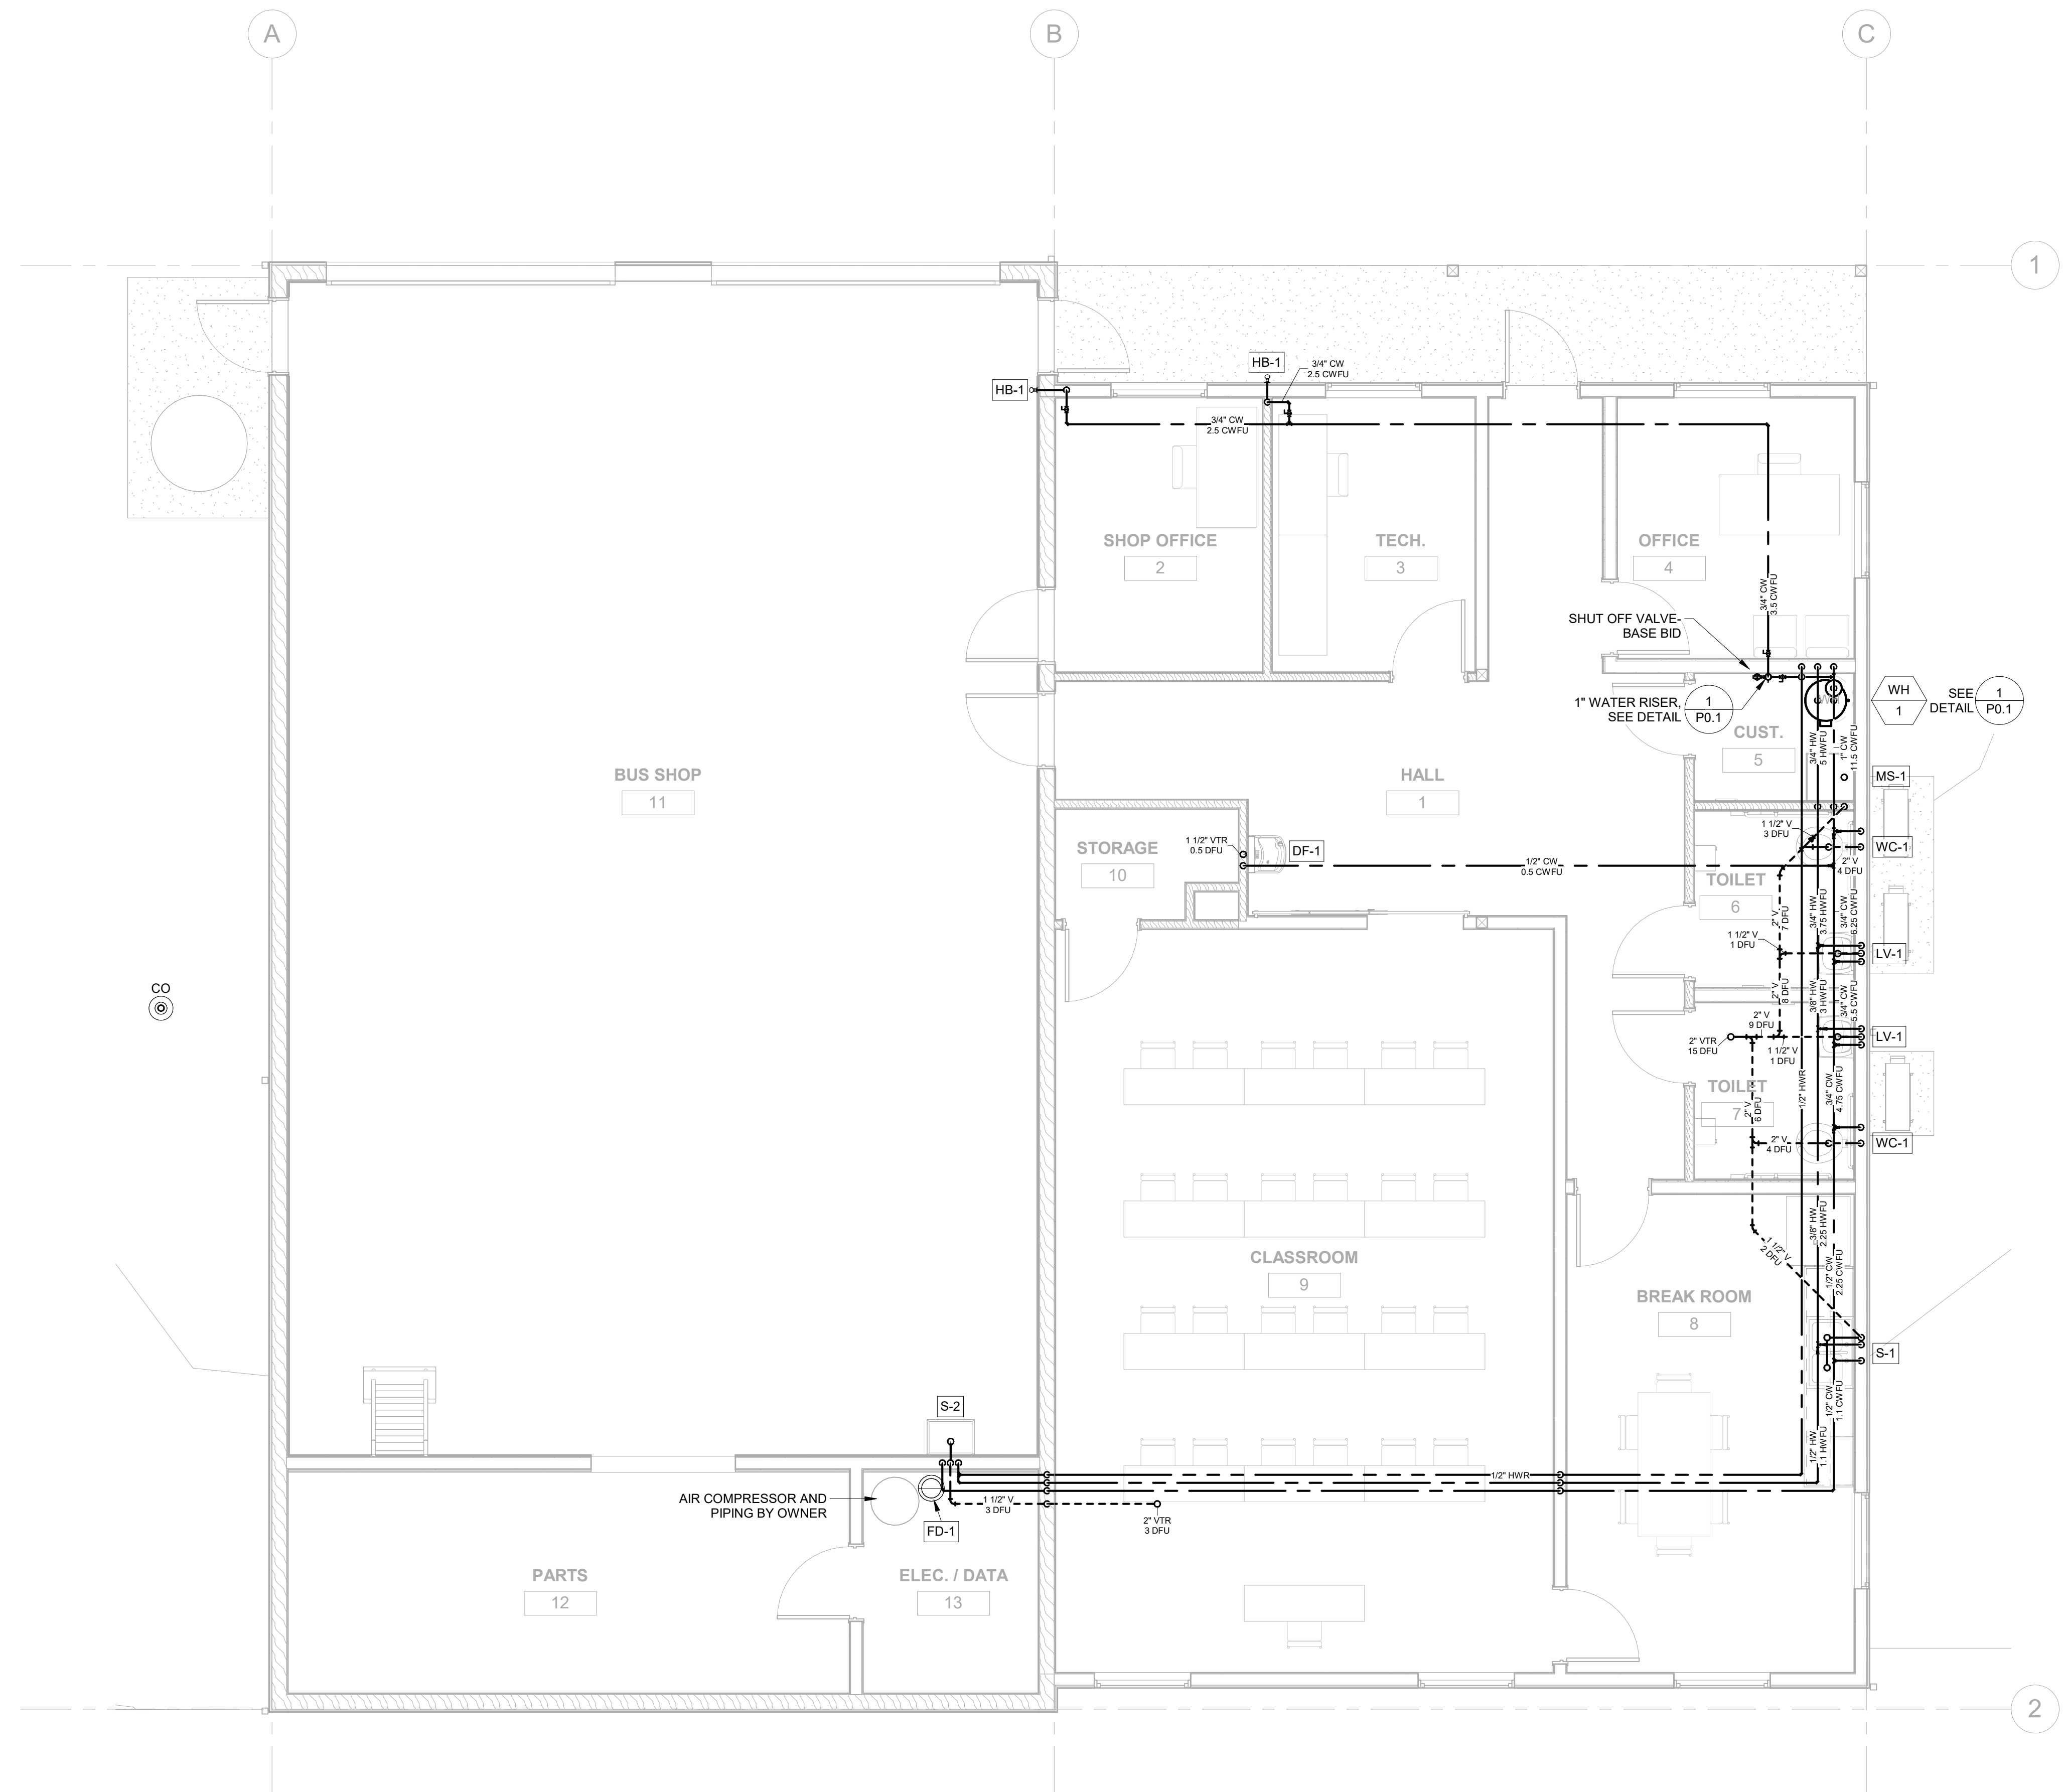 A
B
C
1
HB-1
3/4" CW
2.5 CWFU
HB-1
3/4" CW
2.5 CWFU
SHOP OFFICE
2
TECH.
3
OFFICE
4
3/4" CW
3.5 CWFU
SHUT OFF VALVE-
BASE BID
1" WATER RISER,
SEE DETAIL
1
P0.1
WH
1
SEE
DETAIL
1
P0.1
CUST.
5
3/4" HW
5 HWFU
1" CW
11.5 CWFU
MS-1
BUS SHOP
11
HALL
1
STORAGE
10
1 1/2" VTR
0.5 DFU
DF-1
1/2" CW
0.5 CWFU
1 1/2" V
3 DFU
WC-1
2" V
4 DFU
TOILET
6
2" V
7 DFU
3/4" HW
3.75 HWFU
3/4" CW
6.25 CWFU
1 1/2" V
1 DFU
LV-1
CO
2" V
8 DFU
3/8" HW
3 HWFU
3/4" CW
5.5 CWFU
2" V
9 DFU
2" VTR
15 DFU
1 1/2" V
1 DFU
LV-1
TOILET
7
2" V
6 DFU
1/2" HWR
3/4" CW
4.75 CWFU
2" V
4 DFU
WC-1
CLASSROOM
9
1 1/2" V
2 DFU
3/8" HW
2.25 HWFU
1/2" CW
2.25 CWFU
BREAK ROOM
8
S-1
1/2" CW
1.1 CWFU
1/2" HW
1.1 HWFU
S-2
1/2" HWR
AIR COMPRESSOR AND
PIPING BY OWNER
FD-1
1 1/2" V
3 DFU
2" VTR
3 DFU
PARTS
12
ELEC. / DATA
13
2